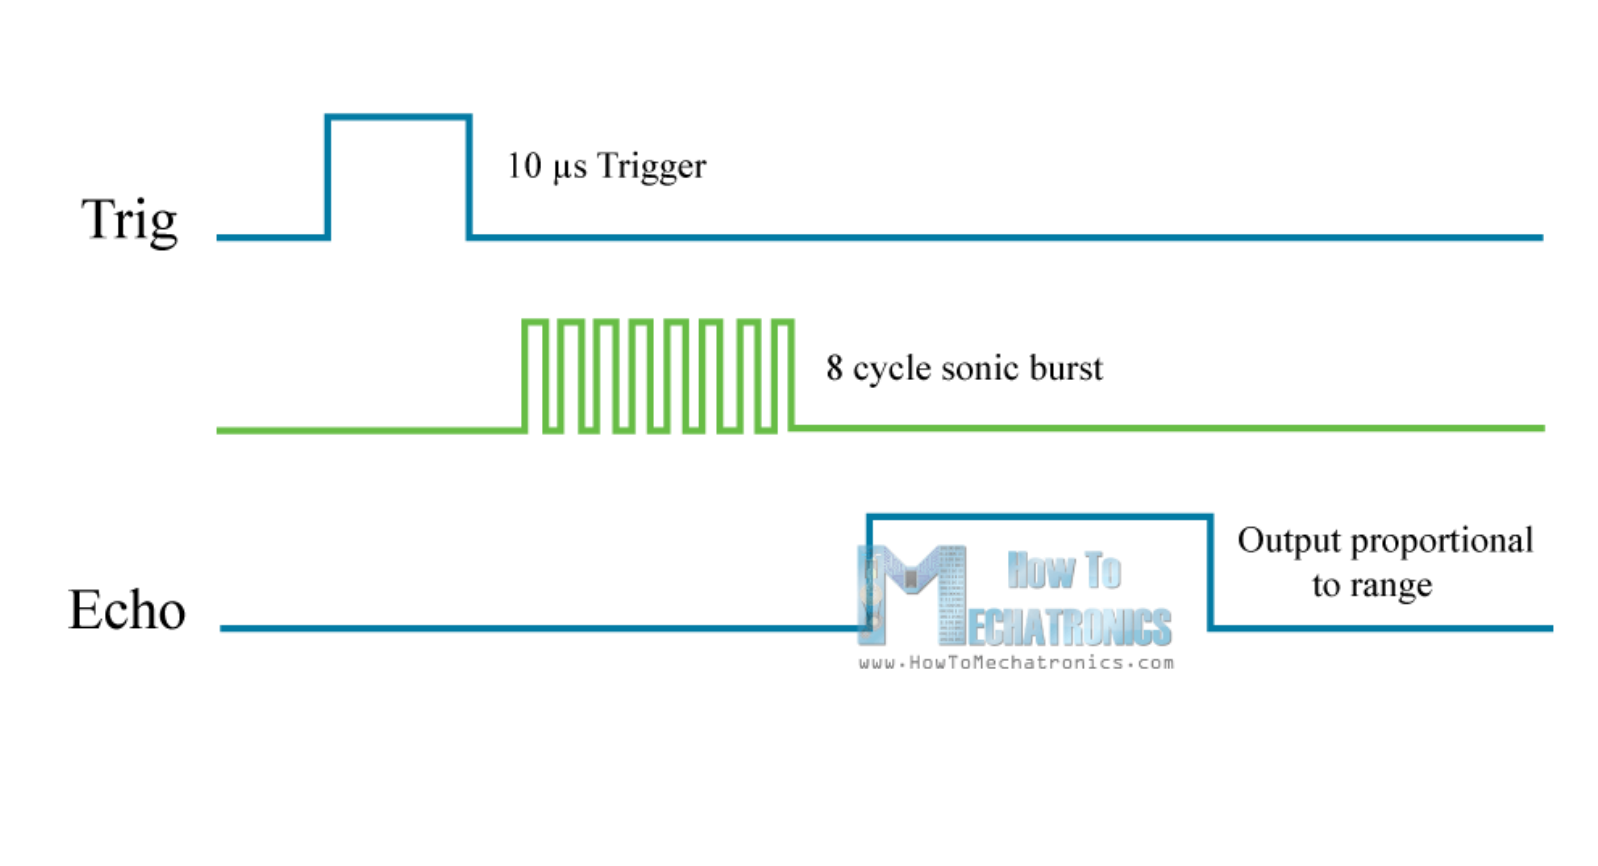 10 µs Trigger
Trig
8 cycle sonic burst
Output proportional
to range
Echo
How To
MECHATRONICS
www.HowToMechatronics.com